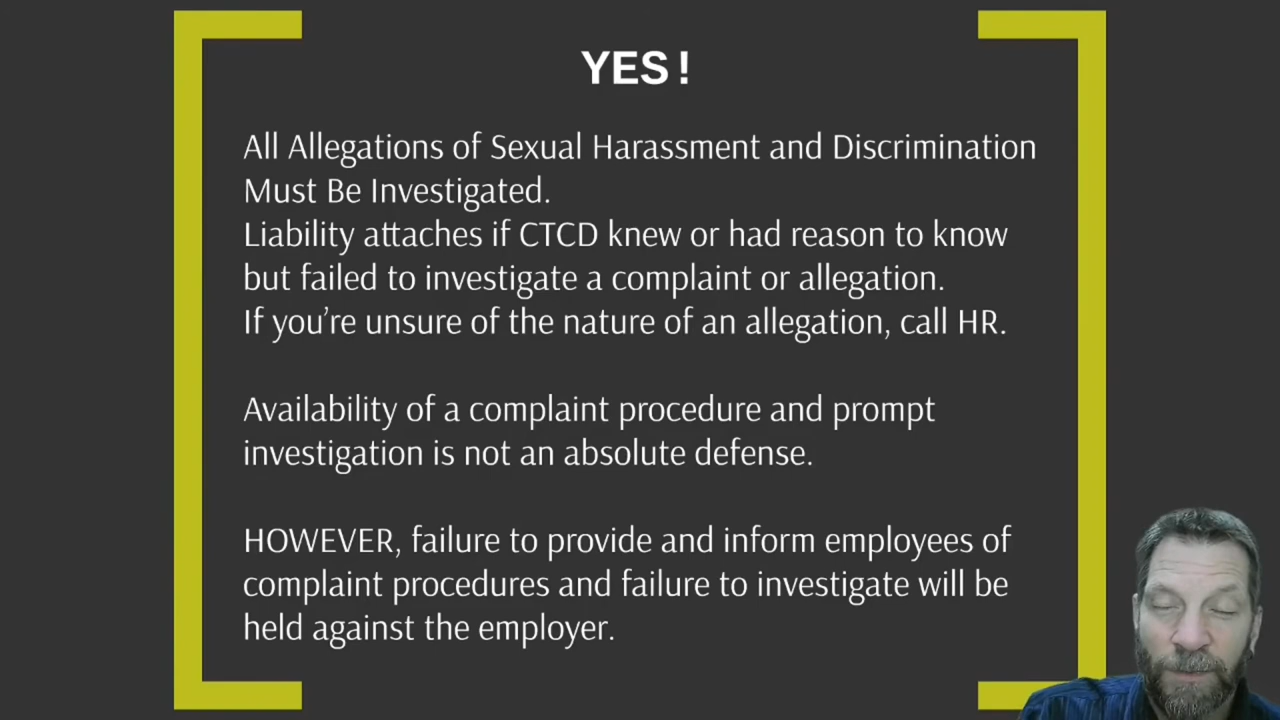 YES !
All Allegations of Sexual Harassment and Discrimination
Must Be Investigated.
Liability attaches if CTCD knew or had reason to know
but failed to investigate a complaint or allegation.
If you’re unsure of the nature of an allegation, call HR.
Availability of a complaint procedure and prompt
investigation is not an absolute defense.
HOWEVER, failure to provide and inform employees of
complaint procedures and failure to investigate will be
held against the employer.